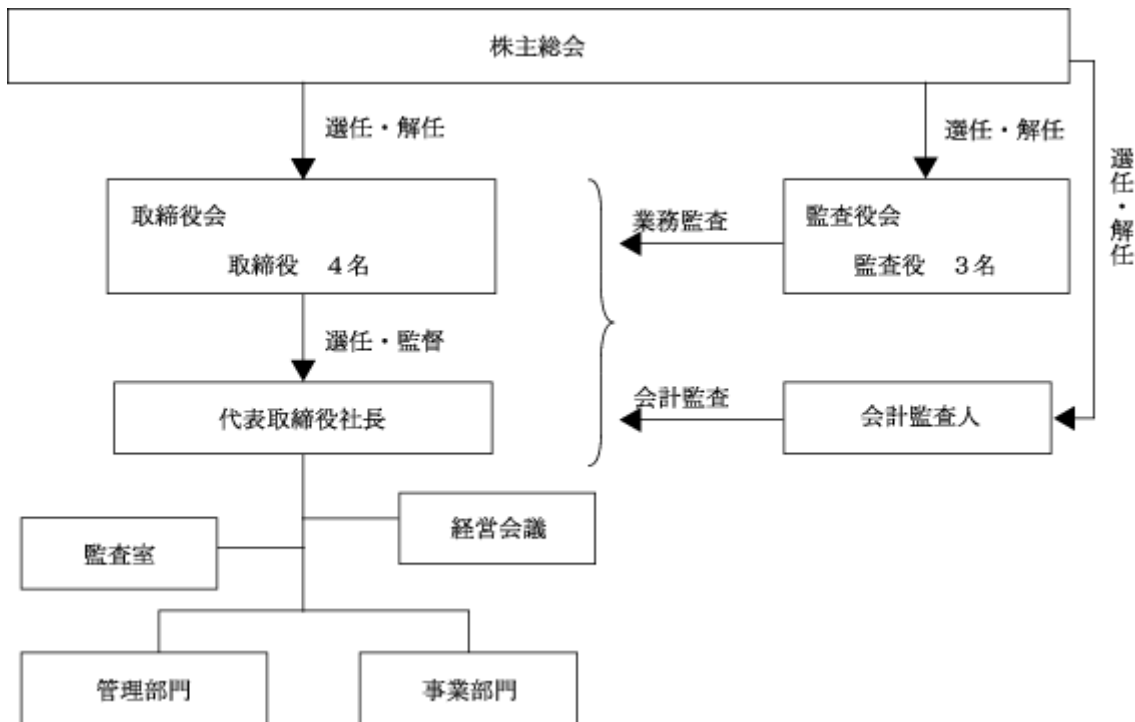 株主総会
選任・解任
選任・解任
選任・解任
取締役会
取締役　４名
業務監査
監査役会
監査役　３名
選任・監督
代表取締役社長
会計監査
会計監査人
経営会議
監査室
管理部門
事業部門